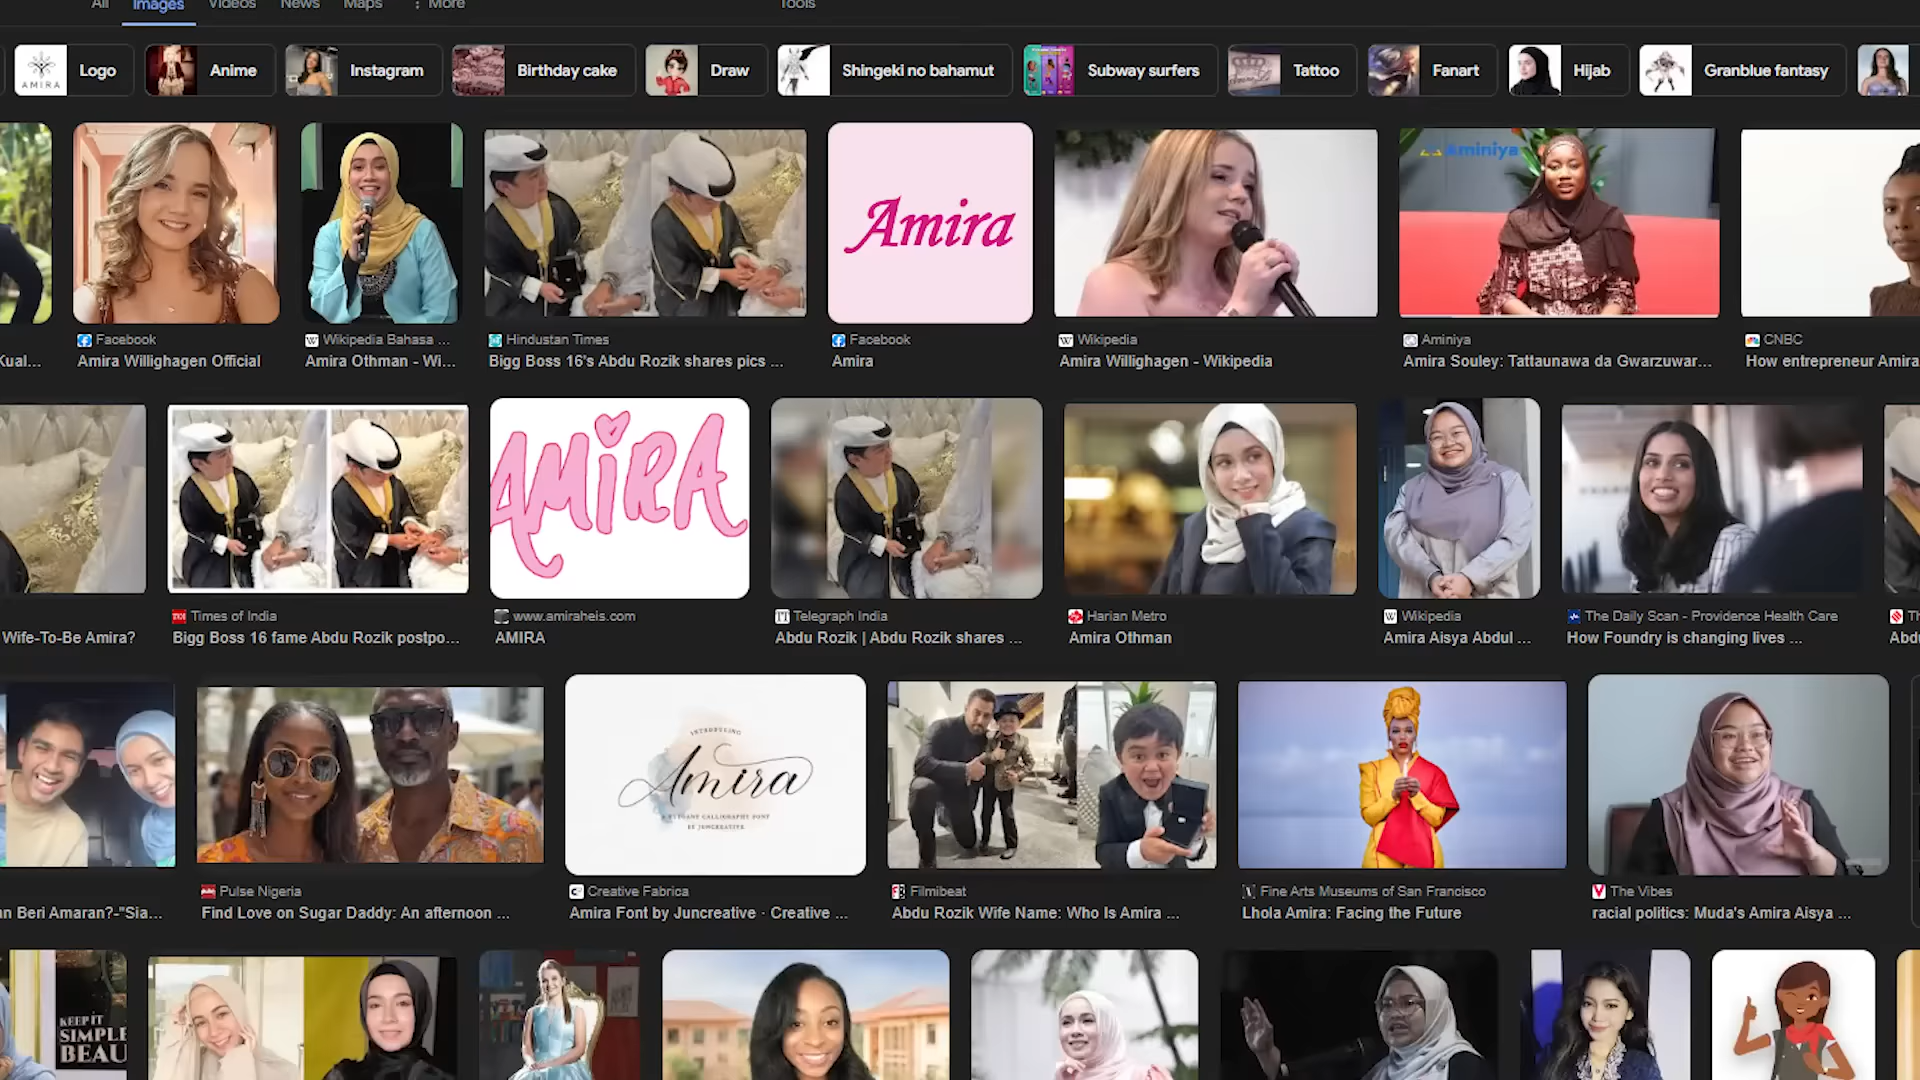 All Images Videos News Maps : More Tools
Logo Anime Instagram Birthday cake Draw Shingeki no bahamut Subway surfers Tattoo Fanart Hijab Granblue fantasy
AMIRA
Amira
aminiya
Facebook Wikipedia Bahasa ... Hindustan Times Facebook Wikipedia Aminiya CNBC
Kual... Amira Willighagen Official Amira Othman - Wi... Bigg Boss 16's Abdu Rozik shares pics ... Amira Amira Willighagen - Wikipedia Amira Souley: Tattaunawa da Gwarzuwar... How entrepreneur Amira
AMiRA
Times of India www.amiraheis.com Telegraph India Harian Metro Wikipedia The Daily Scan - Providence Health Care
Wife-To-Be Amira? Bigg Boss 16 fame Abdu Rozik postpo... AMIRA Abdu Rozik | Abdu Rozik shares ... Amira Othman Amira Aisya Abdul ... How Foundry is changing lives ...
INTRODUCING
Amira
A ELEGANT CALLIGRAPHY FONT
BY JUNCREATIVE
Pulse Nigeria Creative Fabrica Filmibeat Fine Arts Museums of San Francisco The Vibes
an Beri Amaran?-"Sia... Find Love on Sugar Daddy: An afternoon ... Amira Font by Juncreative · Creative ... Abdu Rozik Wife Name: Who Is Amira ... Lhola Amira: Facing the Future racial politics: Muda's Amira Aisya ...
KEEP IT
SIMPLE
BEAU